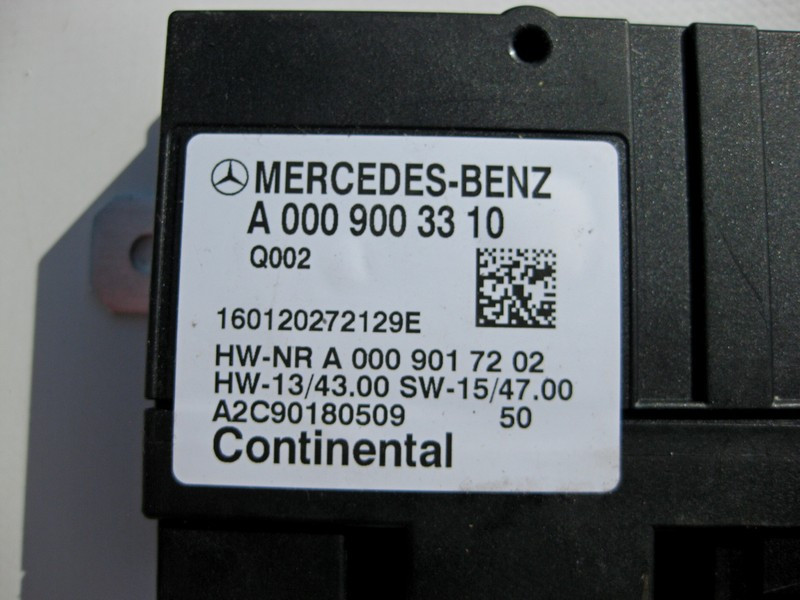 MERCEDES-BENZ
A 000 900 33 10
Q002
160120272129E
HW-NR A 000 901 72 02
HW-13/43.00 SW-15/47.00
A2C90180509 50
Continental